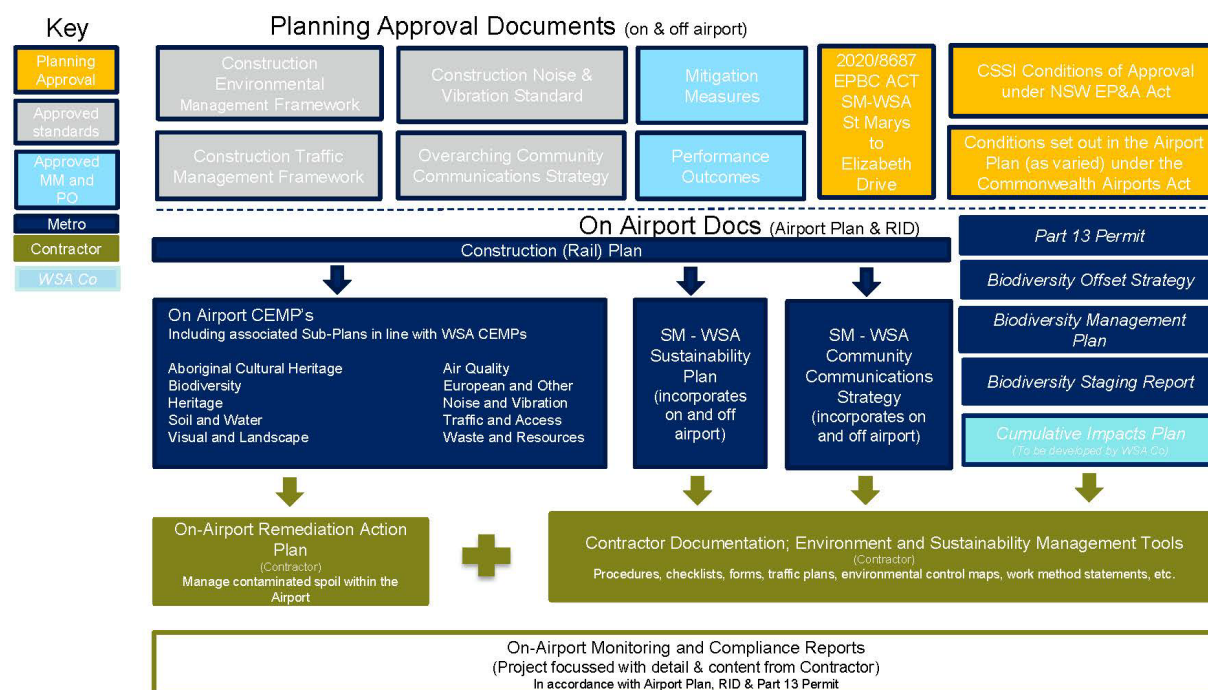 Key
Planning
Approval
Approved
standards
Approved
MM and
PO
Metro
Contractor
WSA Co
Planning Approval Documents (on & off airport)
Construction
Environmental
Management Framework
Construction Noise &
Vibration Standard
Mitigation
Measures
2020/8687
EPBC ACT
SM-WSA
St Marys
to
Elizabeth
Drive
CSSI Conditions of Approval
under NSW EP&A Act
Construction Traffic
Management Framework
Overarching Community
Communications Strategy
Performance
Outcomes
Conditions set out in the Airport
Plan (as varied) under the
Commonwealth Airports Act
On Airport Docs (Airport Plan & RID)
Construction (Rail) Plan
On Airport CEMP's
Including associated Sub-Plans in line with WSA CEMPs
Aboriginal Cultural Heritage
Biodiversity
Heritage
Soil and Water
Visual and Landscape
Air Quality
European and Other
Noise and Vibration
Traffic and Access
Waste and Resources
SM - WSA
Sustainability
Plan
(incorporates
on and off
airport)
SM - WSA
Community
Communications
Strategy
(incorporates on
and off airport)
Part 13 Permit
Biodiversity Offset Strategy
Biodiversity Management
Plan
Biodiversity Staging Report
Cumulative Impacts Plan
(To be developed by WSA Co)
On-Airport Remediation Action
Plan
(Contractor)
Manage contaminated spoil within the
Airport
Contractor Documentation; Environment and Sustainability Management Tools
(Contractor)
Procedures, checklists, forms, traffic plans, environmental control maps, work method statements, etc.
On-Airport Monitoring and Compliance Reports
(Project focussed with detail & content from Contractor)
In accordance with Airport Plan, RID & Part 13 Permit